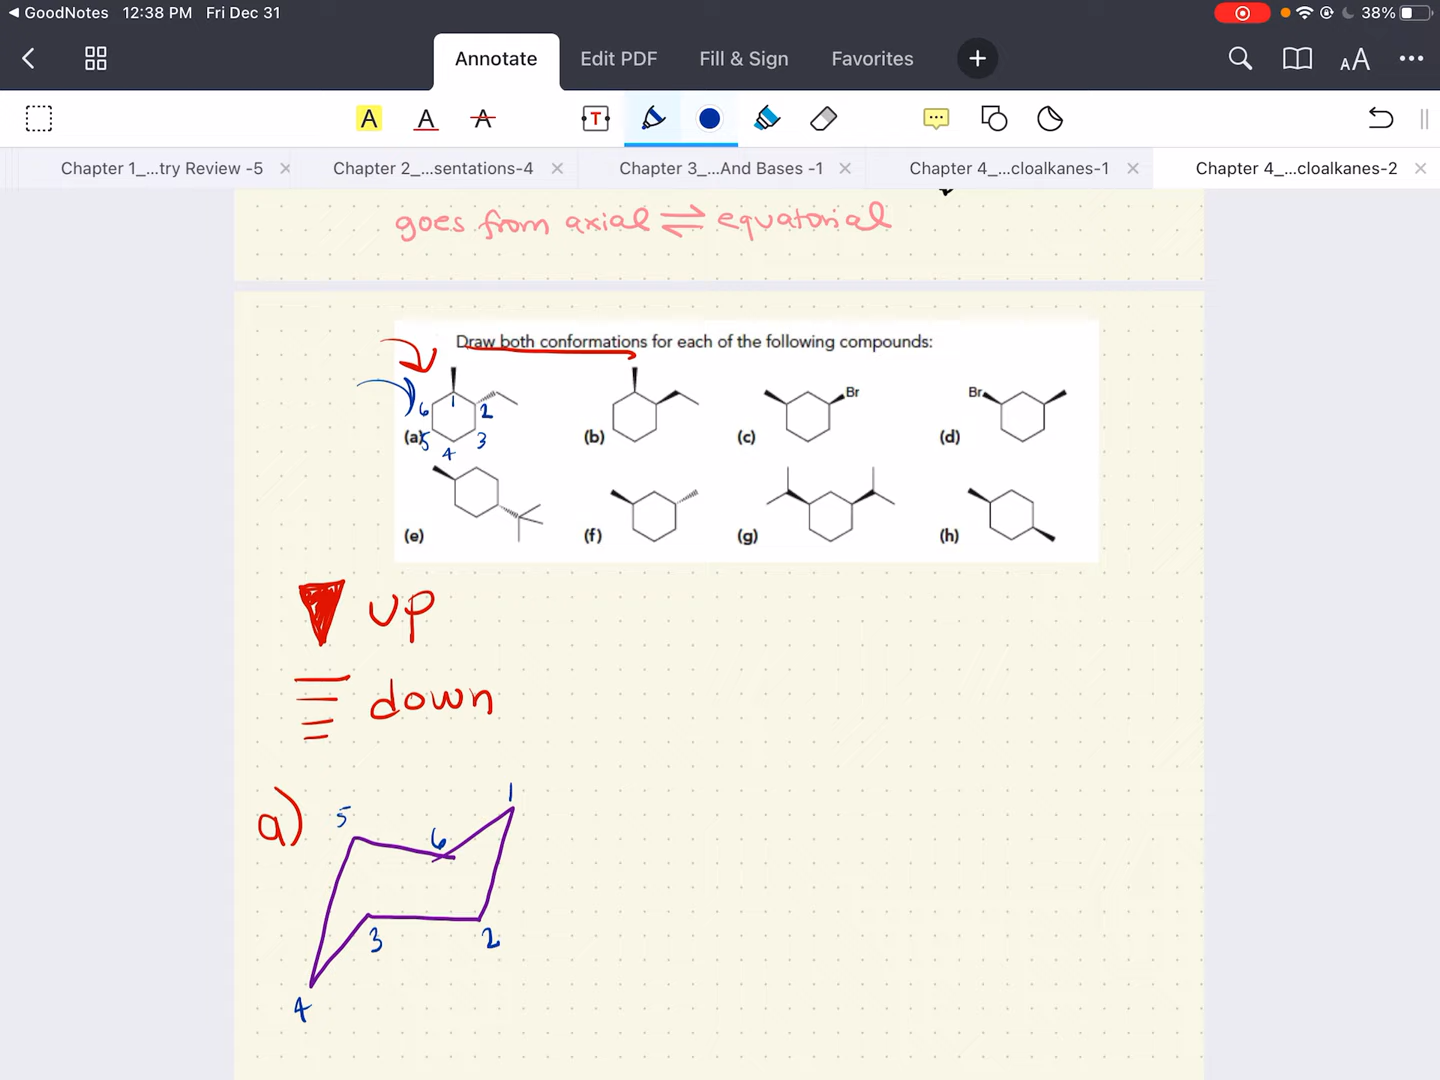 GoodNotes 12:38 PM Fri Dec 31 38%
Annotate Edit PDF Fill & Sign Favorites
A A A T AA
Chapter 1_...try Review -5 Chapter 2_...sentations-4 Chapter 3_...And Bases -1 Chapter 4_...cloalkanes-1 Chapter 4_...cloalkanes-2
goes from axial ⇌ equatorial
Draw both conformations for each of the following compounds:
Br Br
6 1 2
(a) 5 3 (b) (c) (d)
4
(e) (f) (g) (h)
up
down
a) 5 6 1
3 2
4